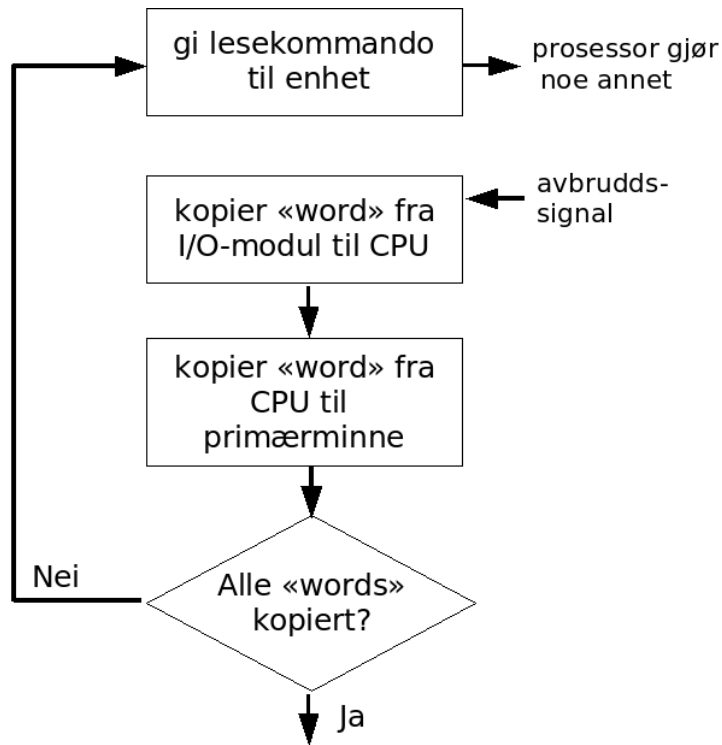 gi lesekommando
til enhet
prosessor gjør
noe annet
kopier «word» fra
I/O-modul til CPU
avbrudds-
signal
kopier «word» fra
CPU til
primærminne
Alle «words»
kopiert?
Nei
Ja